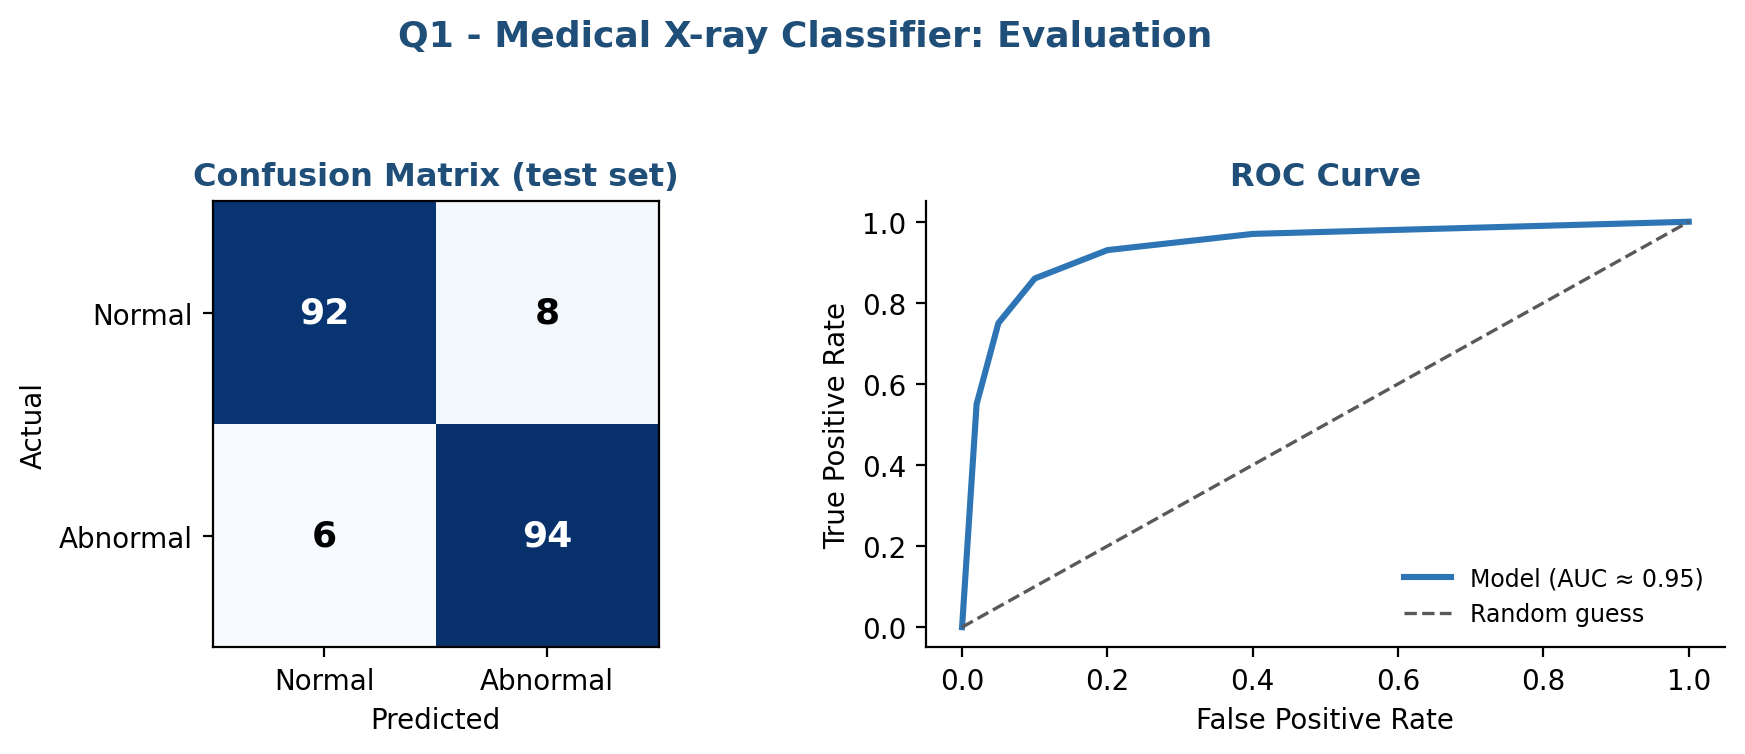 Q1 - Medical X-ray Classifier: Evaluation
Confusion Matrix (test set)
Actual
Normal
92
8
Abnormal
6
94
Normal
Abnormal
Predicted
ROC Curve
True Positive Rate
1.0
0.8
0.6
0.4
0.2
0.0
Model (AUC ≈ 0.95)
Random guess
0.0
0.2
0.4
0.6
0.8
1.0
False Positive Rate